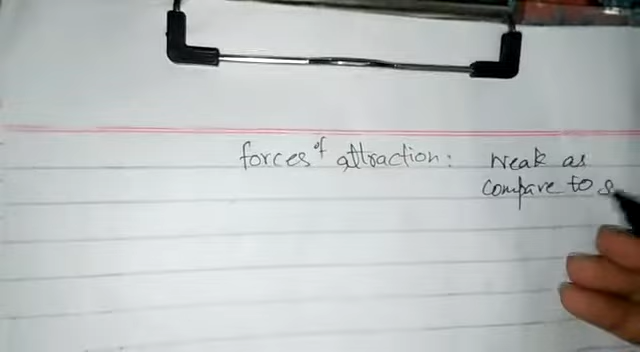 forces of attraction: weak as
compare to s